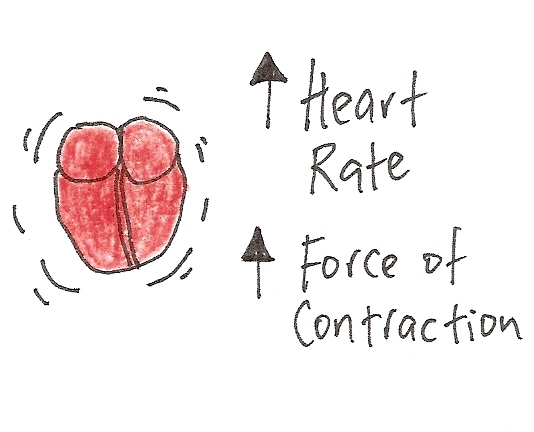 ↑ Heart
Rate
↑ Force of
Contraction